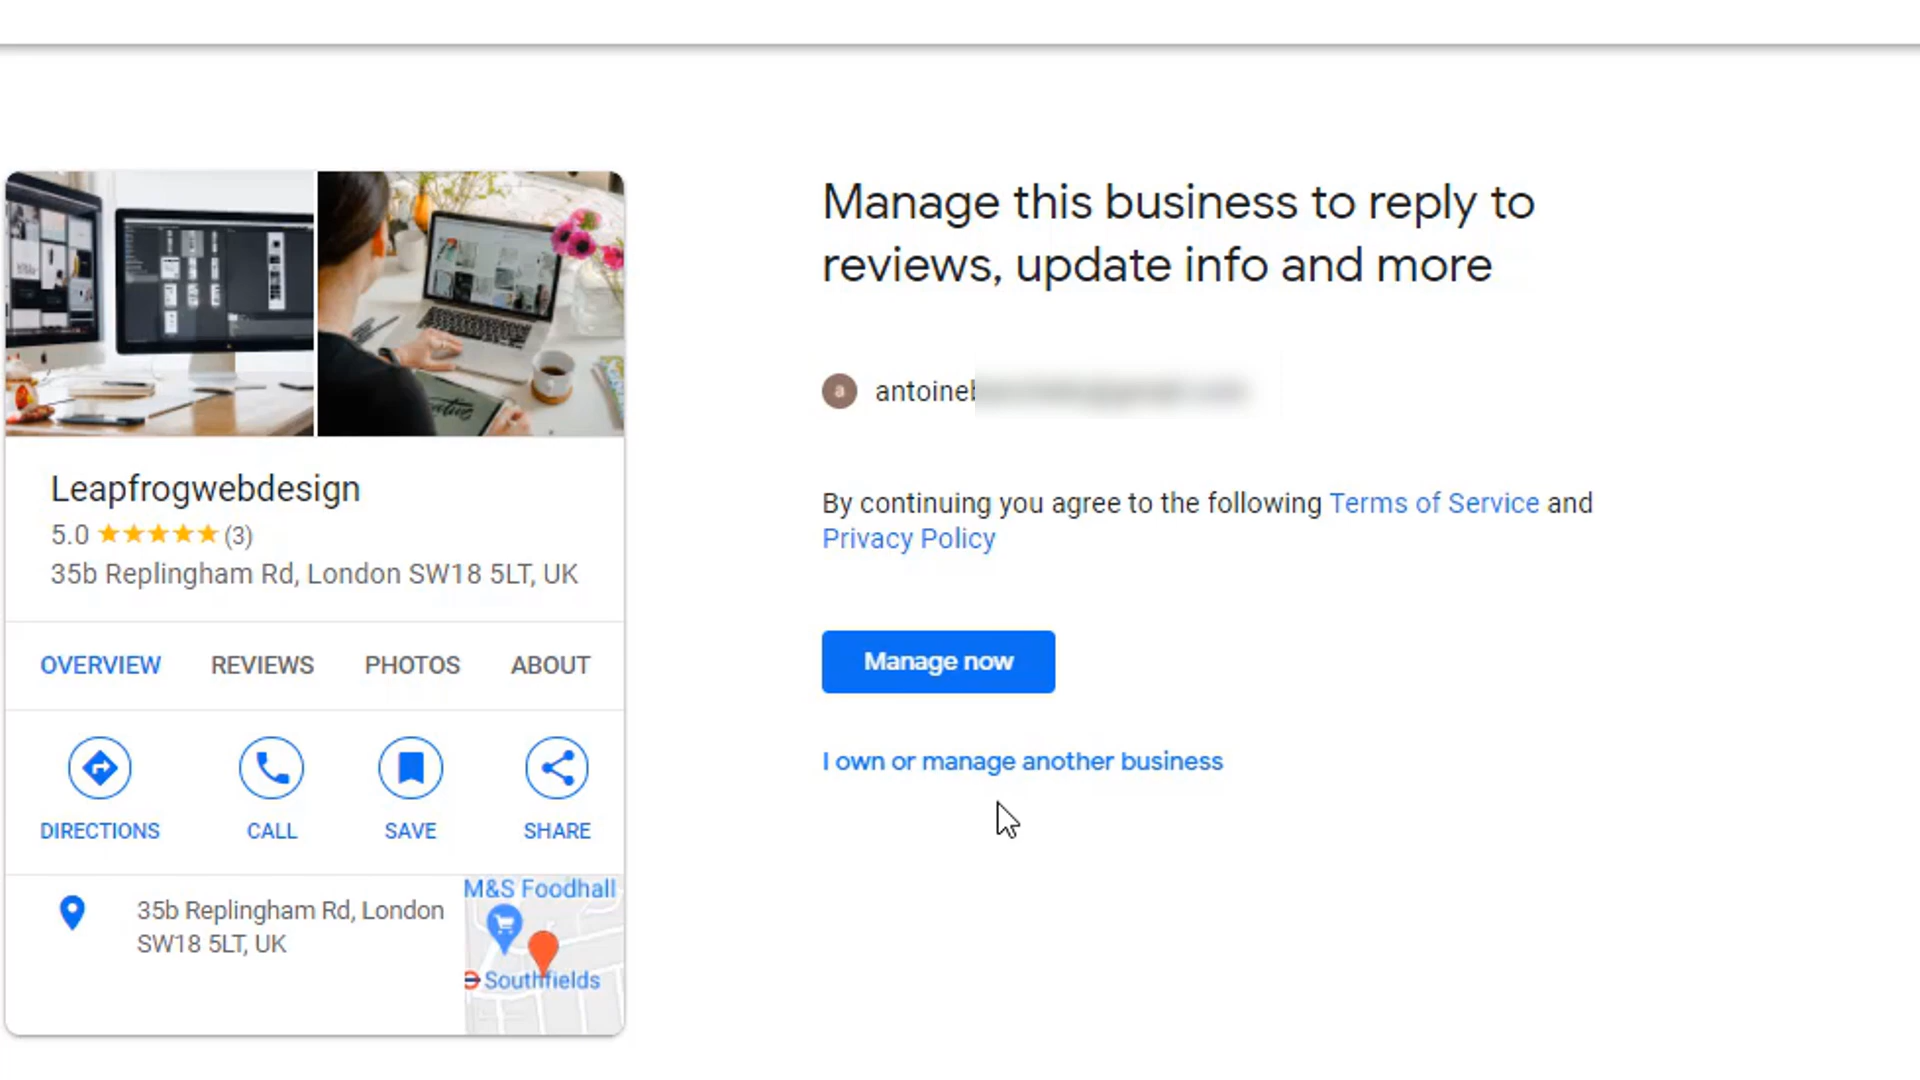 Manage this business to reply to
reviews, update info and more
a
By continuing you agree to the following Terms of Service and
Privacy Policy
Manage now
I own or manage another business
Leapfrogwebdesign
5.0 ★★★★★ (3)
35b Replingham Rd, London SW18 5LT, UK
OVERVIEW REVIEWS PHOTOS ABOUT
DIRECTIONS CALL SAVE SHARE
35b Replingham Rd, London
SW18 5LT, UK
M&S Foodhall
Southfields